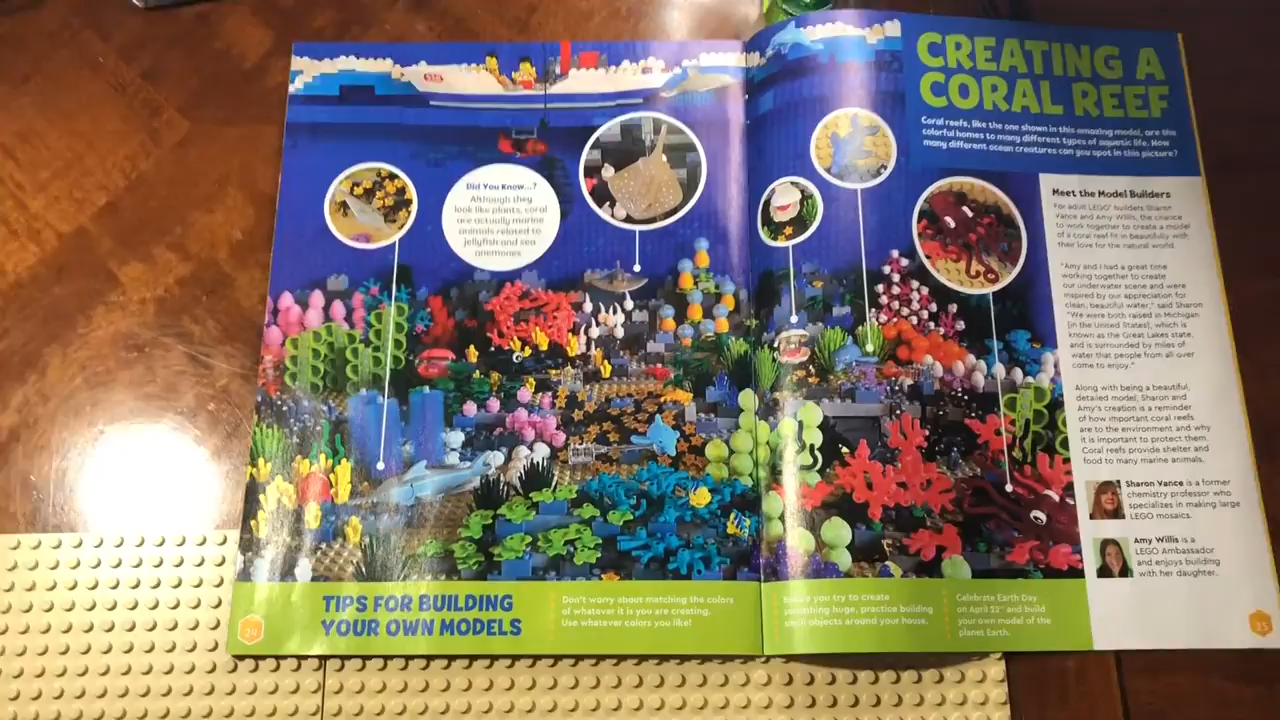 CREATING A
CORAL REEF
Coral reefs, like the one shown in this amazing model, are the
colorful homes to many different types of aquatic life. How
many different ocean creatures can you spot in this picture?
Did You Know...?
Although they
look like plants, coral
are actually marine
animals related to
jellyfish and sea
anemones
Meet the Model Builders
For adult LEGO® builders Sharon
Vance and Amy Willis, the chance
to work together to create a model
of a coral reef fit in beautifully with
their love for the natural world.
"Amy and I had a great time
working together to create
our underwater scene and were
inspired by our appreciation for
clean, beautiful water," said Sharon
"We were both raised in Michigan
[in the United States], which is
known as the Great Lakes state,
and is surrounded by miles of
water that people from all over
come to enjoy."
Along with being a beautiful,
detailed model, Sharon and
Amy's creation is a reminder
of how important coral reefs
are to the environment and why
it is important to protect them.
Coral reefs provide shelter and
food to many marine animals.
Sharon Vance is a former
chemistry professor who
specializes in making large
LEGO mosaics.
Amy Willis is a
LEGO Ambassador
and enjoys building
with her daughter.
TIPS FOR BUILDING
YOUR OWN MODELS
Don't worry about matching the colors
of whatever it is you are creating.
Use whatever colors you like!
you try to create
something huge, practice building
small objects around your house.
Celebrate Earth Day
on April 22nd and build
your own model of the
planet Earth.
24
25